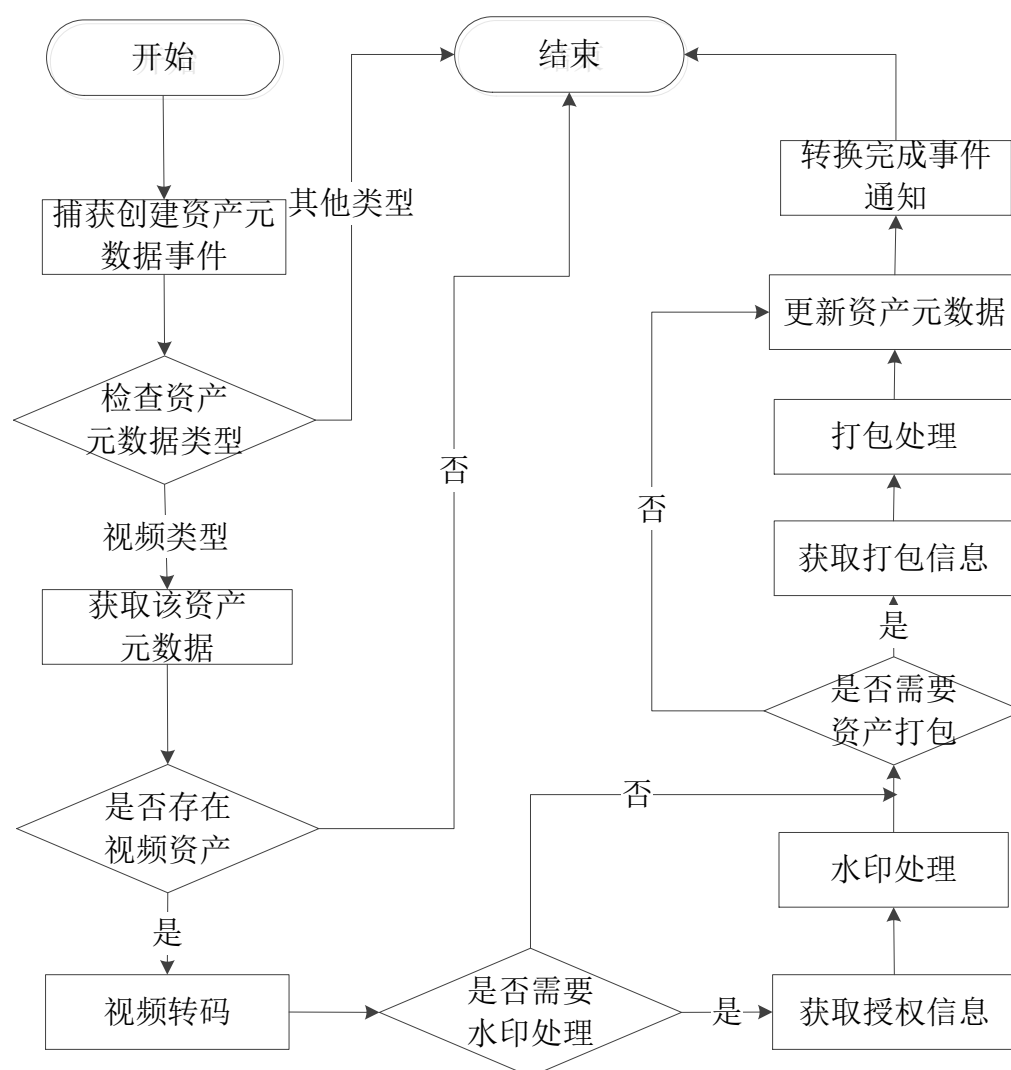 开始
结束
捕获创建资产元
数据事件
其他类型
转换完成事件
通知
更新资产元数据
检查资产
元数据类型
打包处理
否
否
视频类型
获取打包信息
获取该资产
元数据
是
是否需要
资产打包
否
是否存在
视频资产
水印处理
是
视频转码
是否需要
水印处理
是
获取授权信息